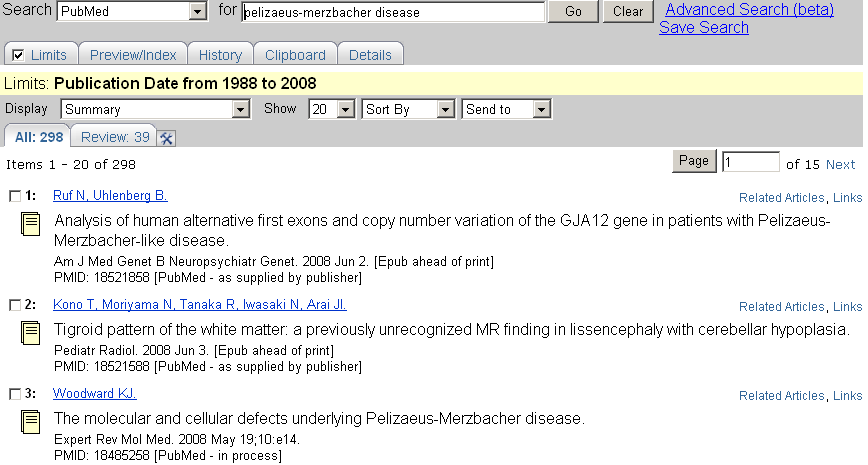 Search PubMed for pelizaeus-merzbacher disease Go Clear Advanced Search (beta)
Save Search
Limits Preview/Index History Clipboard Details
Limits: Publication Date from 1988 to 2008
Display Summary Show 20 Sort By Send to
All: 298 Review: 39
Items 1 - 20 of 298 Page 1 of 15 Next
1: Ruf N, Uhlenberg B. Related Articles, Links
Analysis of human alternative first exons and copy number variation of the GJA12 gene in patients with Pelizaeus-
Merzbacher-like disease.
Am J Med Genet B Neuropsychiatr Genet. 2008 Jun 2. [Epub ahead of print]
PMID: 18521858 [PubMed - as supplied by publisher]
2: Kono T, Moriyama N, Tanaka R, Iwasaki N, Arai JI. Related Articles, Links
Tigroid pattern of the white matter: a previously unrecognized MR finding in lissencephaly with cerebellar hypoplasia.
Pediatr Radiol. 2008 Jun 3. [Epub ahead of print]
PMID: 18521588 [PubMed - as supplied by publisher]
3: Woodward KJ. Related Articles, Links
The molecular and cellular defects underlying Pelizaeus-Merzbacher disease.
Expert Rev Mol Med. 2008 May 19;10:e14.
PMID: 18485258 [PubMed - in process]